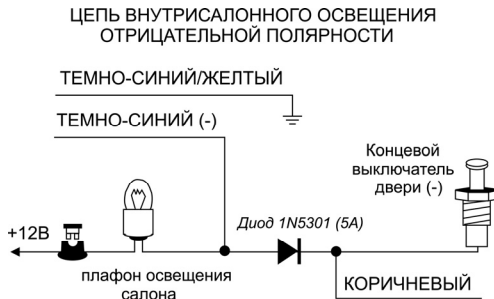 ЦЕПЬ ВНУТРИСАЛОННОГО ОСВЕЩЕНИЯ
ОТРИЦАТЕЛЬНОЙ ПОЛЯРНОСТИ
ТЕМНО-СИНИЙ/ЖЕЛТЫЙ
ТЕМНО-СИНИЙ (-)
Концевой
выключатель
двери (-)
Диод 1N5301 (5А)
+12В
плафон освещения
салона
КОРИЧНЕВЫЙ